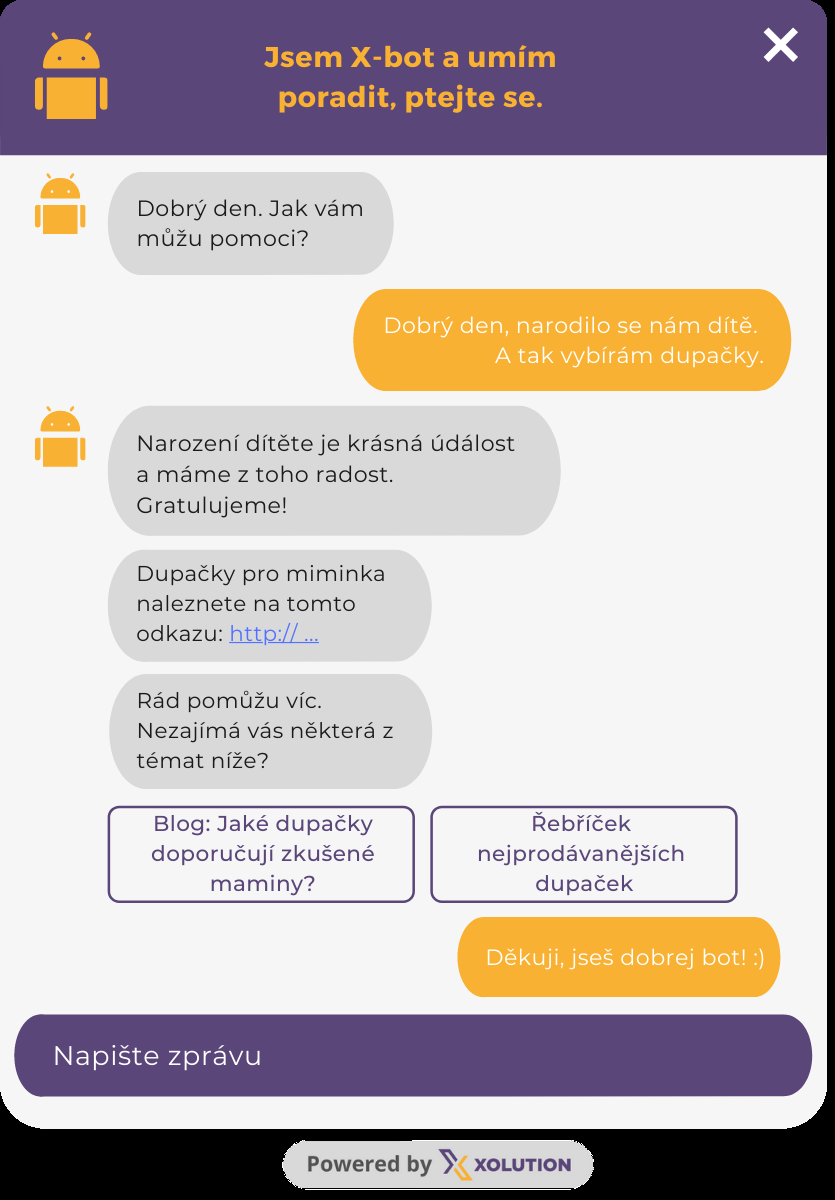 Jsem X-bot a umím
poradit, ptejte se.
Dobrý den. Jak vám
můžu pomoci?
Dobrý den, narodilo se nám dítě.
A tak vybírám dupačky.
Narození dítěte je krásná údálost
a máme z toho radost.
Gratulujeme!
Dupačky pro miminka
naleznete na tomto
odkazu: http:// ...
Rád pomůžu víc.
Nezajímá vás některá z
témat níže?
Blog: Jaké dupačky
doporučují zkušené
maminy?
Řebříček
nejprodávanějších
dupaček
Děkuji, jseš dobrej bot! :)
Napište zprávu
Powered by XOLUTION